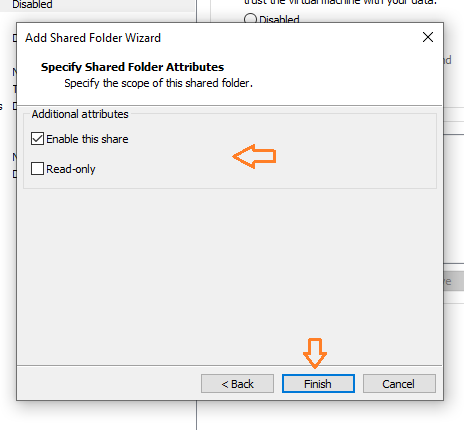 Disabled
trust the virtual machine with your data.
Disabled
Add Shared Folder Wizard
Specify Shared Folder Attributes
Specify the scope of this shared folder.
Additional attributes
Enable this share
Read-only
< Back
Finish
Cancel